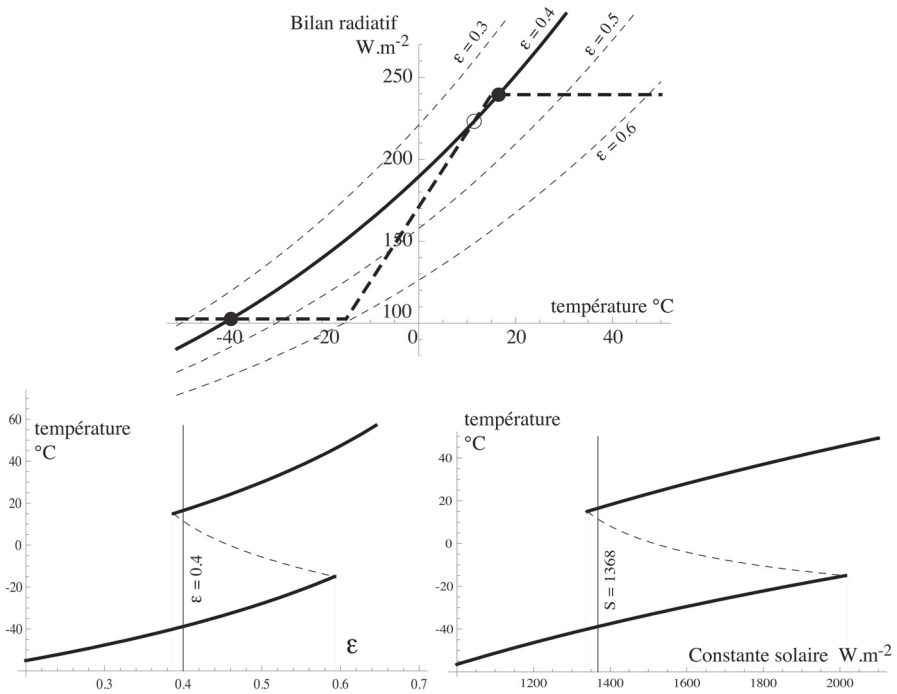 Bilan radiatif
W.m-2
ε = 0.3
ε = 0.4
ε = 0.5
ε = 0.6
250
200
150
100
température °C
-40
-20
0
20
40
température
°C
60
40
20
0
-20
-40
ε = 0.4
ε
0.3
0.4
0.5
0.6
0.7
température
°C
40
20
0
-20
-40
S = 1368
Constante solaire W.m-2
1200
1400
1600
1800
2000